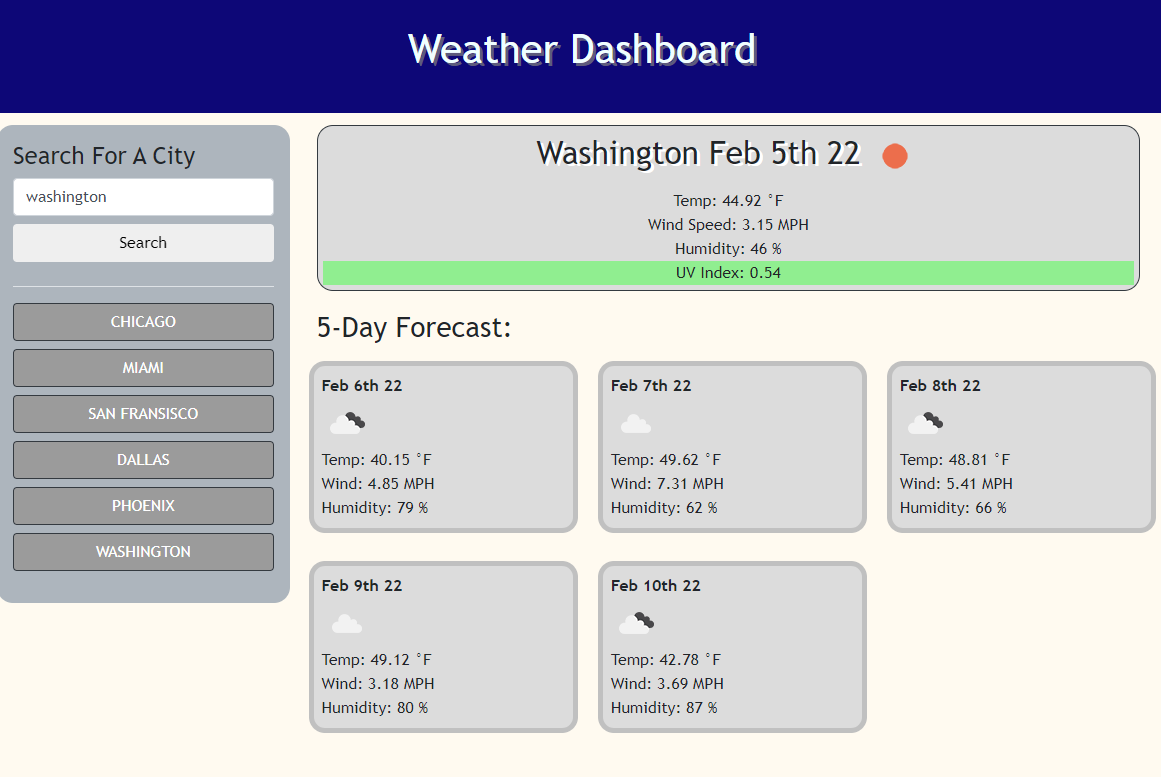 Weather Dashboard
Search For A City
washington
Search
CHICAGO
MIAMI
SAN FRANSISCO
DALLAS
PHOENIX
WASHINGTON
Washington Feb 5th 22
Temp: 44.92 °F
Wind Speed: 3.15 MPH
Humidity: 46 %
UV Index: 0.54
5-Day Forecast:
Feb 6th 22
Temp: 40.15 °F
Wind: 4.85 MPH
Humidity: 79 %
Feb 7th 22
Temp: 49.62 °F
Wind: 7.31 MPH
Humidity: 62 %
Feb 8th 22
Temp: 48.81 °F
Wind: 5.41 MPH
Humidity: 66 %
Feb 9th 22
Temp: 49.12 °F
Wind: 3.18 MPH
Humidity: 80 %
Feb 10th 22
Temp: 42.78 °F
Wind: 3.69 MPH
Humidity: 87 %